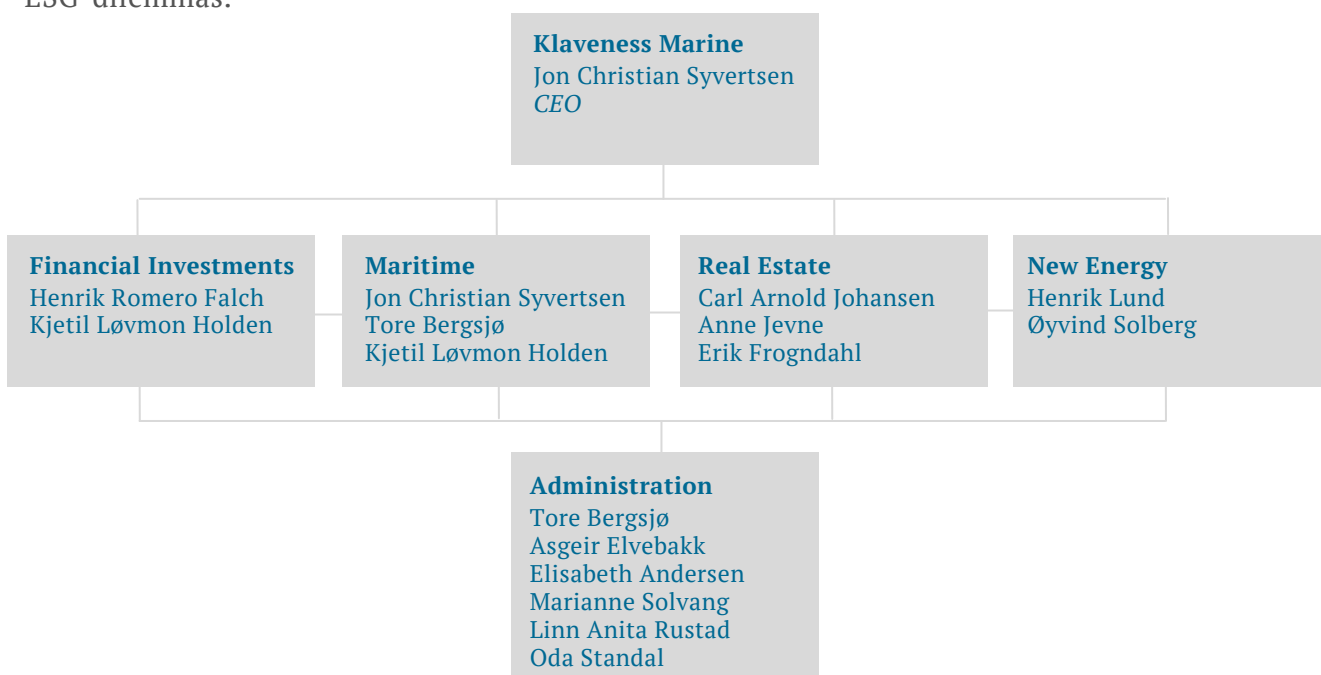 ESG dilemmas.
Klaveness Marine
Jon Christian Syvertsen
CEO
Financial Investments
Henrik Romero Falch
Kjetil Løvmon Holden
Maritime
Jon Christian Syvertsen
Tore Bergsjø
Kjetil Løvmon Holden
Real Estate
Carl Arnold Johansen
Anne Jevne
Erik Frogndahl
New Energy
Henrik Lund
Øyvind Solberg
Administration
Tore Bergsjø
Asgeir Elvebakk
Elisabeth Andersen
Marianne Solvang
Linn Anita Rustad
Oda Standal